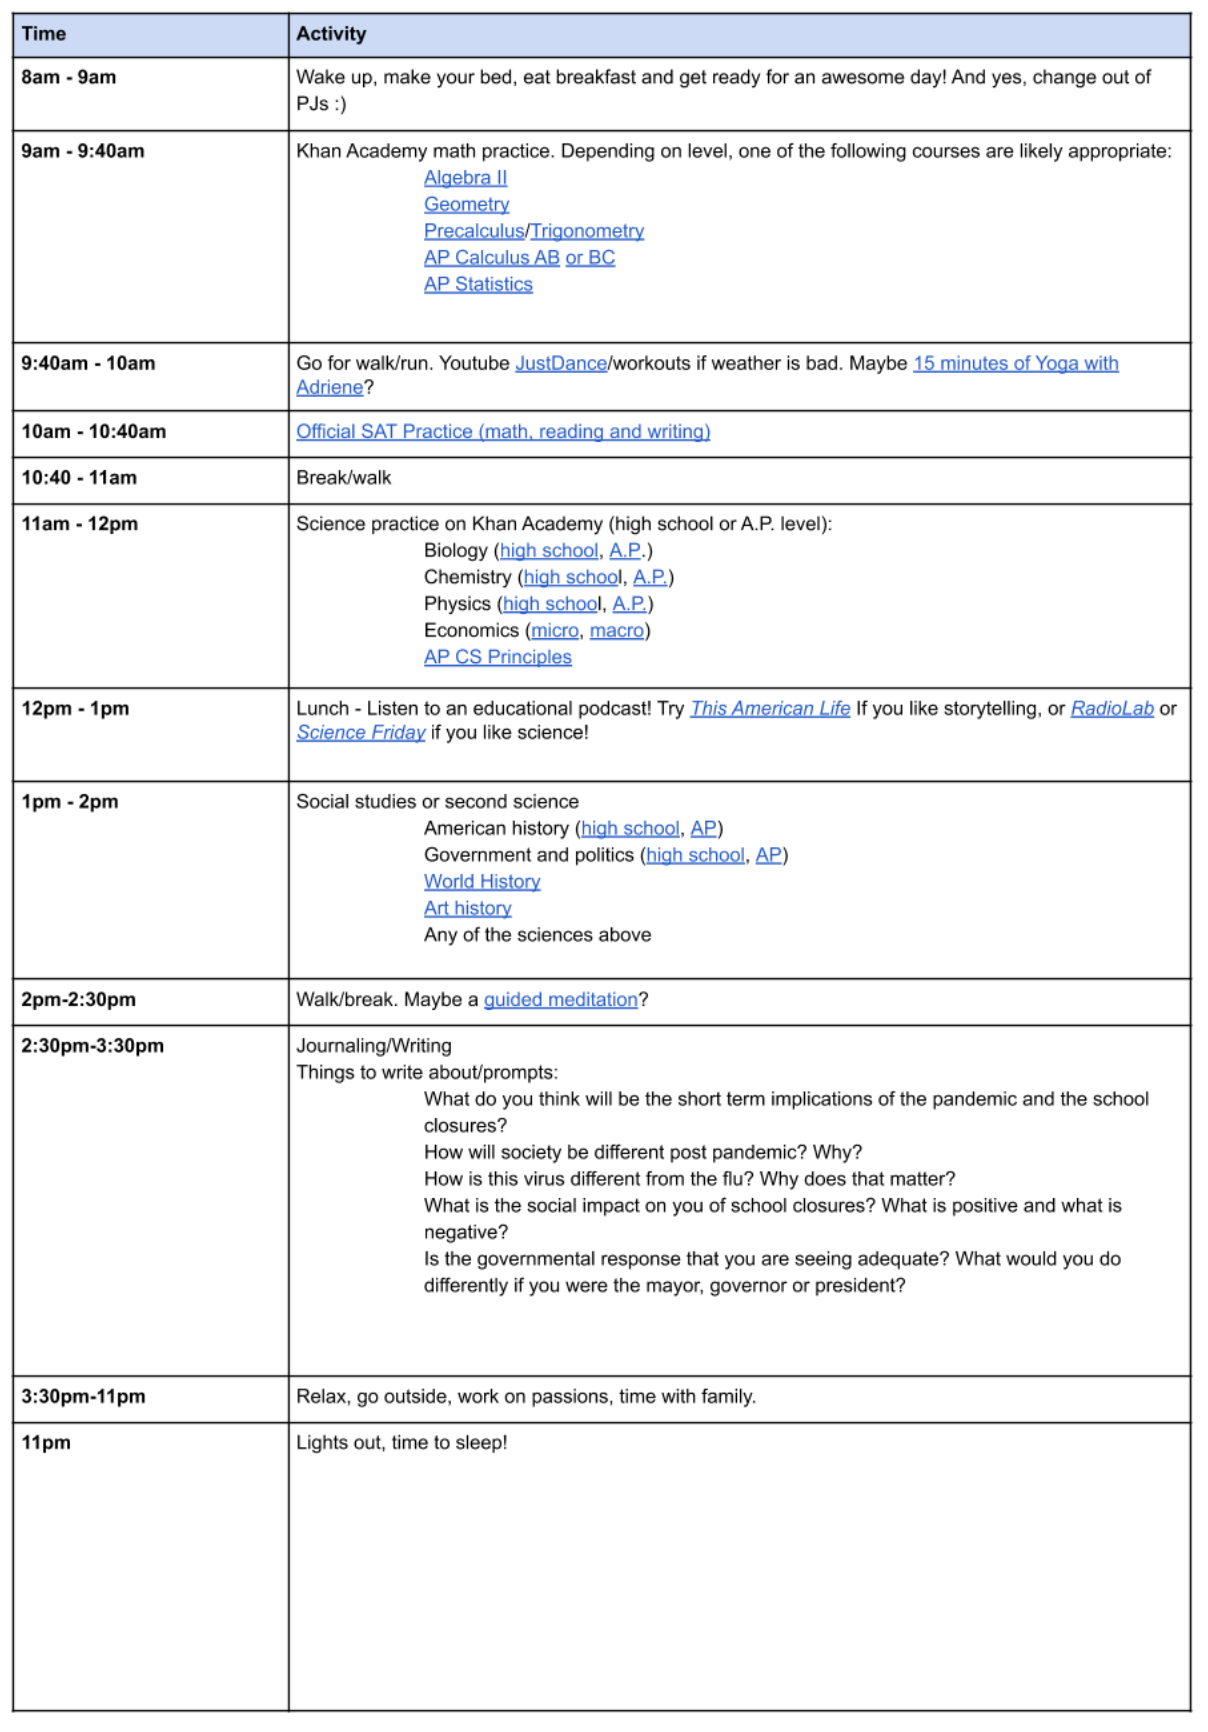 Time
Activity
8am - 9am
Wake up, make your bed, eat breakfast and get ready for an awesome day! And yes, change out of
PJs :)
9am - 9:40am
Khan Academy math practice. Depending on level, one of the following courses are likely appropriate:
Algebra II
Geometry
Precalculus/Trigonometry
AP Calculus AB or BC
AP Statistics
9:40am - 10am
Go for walk/run. Youtube JustDance/workouts if weather is bad. Maybe 15 minutes of Yoga with
Adriene?
10am - 10:40am
Official SAT Practice (math, reading and writing)
10:40 - 11am
Break/walk
11am - 12pm
Science practice on Khan Academy (high school or A.P. level):
Biology (high school, A.P.)
Chemistry (high school, A.P.)
Physics (high school, A.P.)
Economics (micro, macro)
AP CS Principles
12pm - 1pm
Lunch - Listen to an educational podcast! Try This American Life If you like storytelling, or RadioLab or
Science Friday if you like science!
1pm - 2pm
Social studies or second science
American history (high school, AP)
Government and politics (high school, AP)
World History
Art history
Any of the sciences above
2pm-2:30pm
Walk/break. Maybe a guided meditation?
2:30pm-3:30pm
Journaling/Writing
Things to write about/prompts:
What do you think will be the short term implications of the pandemic and the school
closures?
How will society be different post pandemic? Why?
How is this virus different from the flu? Why does that matter?
What is the social impact on you of school closures? What is positive and what is
negative?
Is the governmental response that you are seeing adequate? What would you do
differently if you were the mayor, governor or president?
3:30pm-11pm
Relax, go outside, work on passions, time with family.
11pm
Lights out, time to sleep!